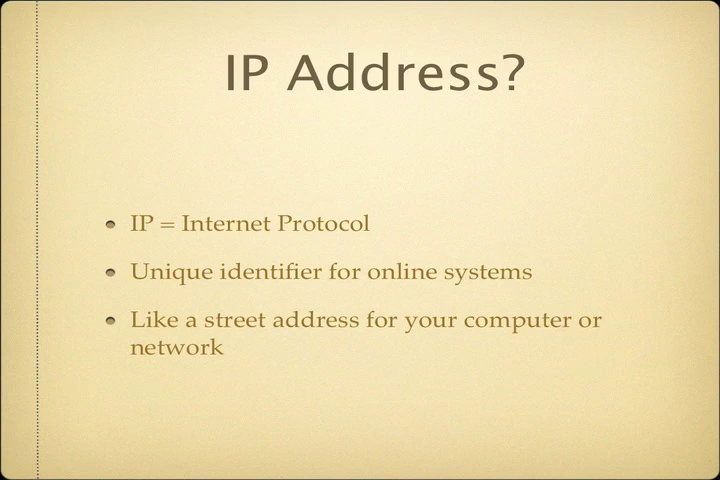 IP Address?
IP = Internet Protocol
Unique identifier for online systems
Like a street address for your computer or
network